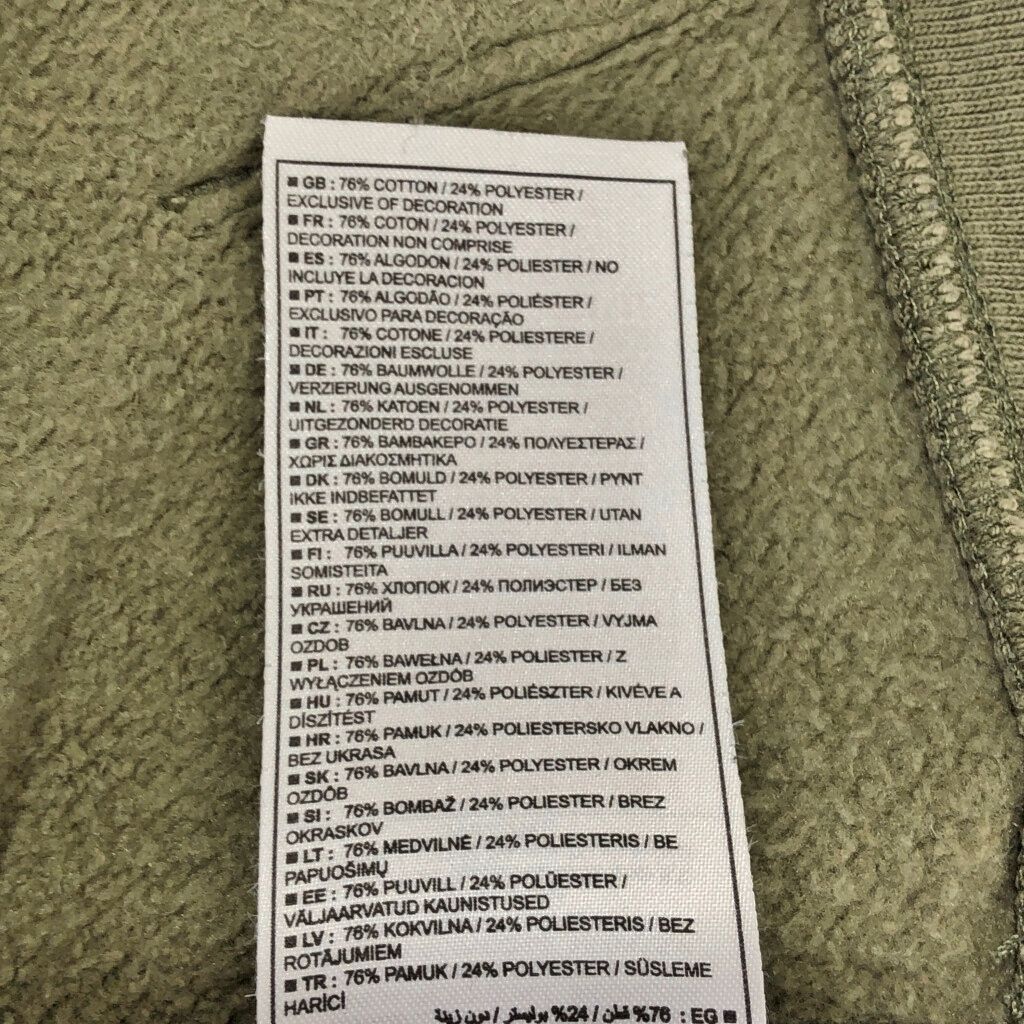 ■ GB : 76% COTTON / 24% POLYESTER /
EXCLUSIVE OF DECORATION
■ FR : 76% COTON / 24% POLYESTER /
DECORATION NON COMPRISE
■ ES : 76% ALGODON / 24% POLIESTER / NO
INCLUYE LA DECORACION
■ PT : 76% ALGODÃO / 24% POLIÉSTER /
EXCLUSIVO PARA DECORAÇÃO
■ IT : 76% COTONE / 24% POLIESTERE /
DECORAZIONI ESCLUSE
■ DE : 76% BAUMWOLLE / 24% POLYESTER /
VERZIERUNG AUSGENOMMEN
■ NL : 76% KATOEN / 24% POLYESTER /
UITGEZONDERD DECORATIE
■ GR : 76% ΒΑΜΒΑΚΕΡΟ / 24% ΠΟΛΥΕΣΤΕΡΑΣ /
ΧΩΡΙΣ ΔΙΑΚΟΣΜΗΤΙΚΑ
■ DK : 76% BOMULD / 24% POLYESTER / PYNT
IKKE INDBEFATTET
■ SE : 76% BOMULL / 24% POLYESTER / UTAN
EXTRA DETALJER
■ FI : 76% PUUVILLA / 24% POLYESTERI / ILMAN
SOMISTEITA
■ RU : 76% ХЛОПОК / 24% ПОЛИЭСТЕР / БЕЗ
УКРАШЕНИЙ
■ CZ : 76% BAVLNA / 24% POLYESTER / VYJMA
OZDOB
■ PL : 76% BAWEŁNA / 24% POLIESTER / Z
WYŁĄCZENIEM OZDÓB
■ HU : 76% PAMUT / 24% POLIÉSZTER / KIVÉVE A
DÍSZÍTÉST
■ HR : 76% PAMUK / 24% POLIESTERSKO VLAKNO /
BEZ UKRASA
■ SK : 76% BAVLNA / 24% POLYESTER / OKREM
OZDÔB
■ SI : 76% BOMBAŽ / 24% POLIESTER / BREZ
OKRASKOV
■ LT : 76% MEDVILNĖ / 24% POLIESTERIS / BE
PAPUOŠIMŲ
■ EE : 76% PUUVILL / 24% POLÜESTER /
VÄLJAARVATUD KAUNISTUSED
■ LV : 76% KOKVILNA / 24% POLIESTERIS / BEZ
ROTĀJUMIEM
■ TR : 76% PAMUK / 24% POLYESTER / SÜSLEME
HARİCİ
■ EG : 76% قطن / 24% بوليستر / بدون زينة